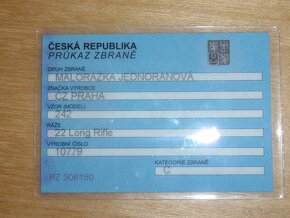 ČESKÁ REPUBLIKA
PRŮKAZ ZBRANĚ
DRUH ZBRANĚ
MALORAŽKA JEDNORANOVÁ
ZNAČKA VÝROBCE
CZ PRAHA
VZOR (MODEL)
242
RÁŽE
22 Long Rifle
VÝROBNÍ ČÍSLO
10779
KATEGORIE ZBRANĚ
C
PZ 306150